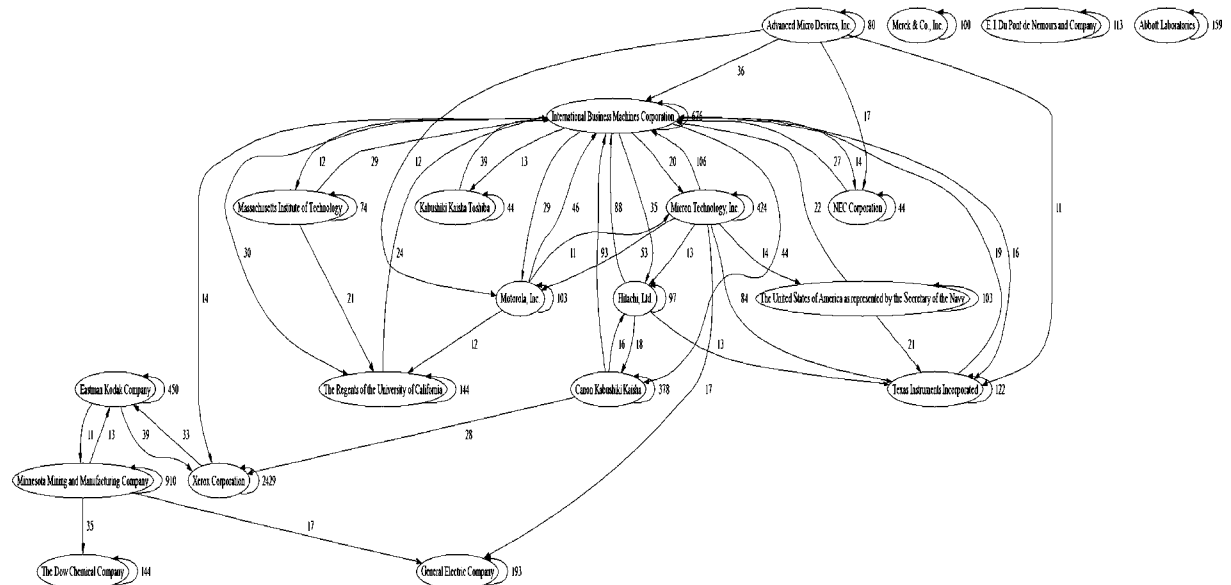 Advanced Micro Devices, Inc. 80
Merck & Co., Inc. 100
E. I. Du Pont de Nemours and Company 113
Abbott Laboratories 159
36
17
International Business Machines Corporation 676
12
29
12
39
13
20
106
27
14
Massachusetts Institute of Technology 74
Kabushiki Kaisha Toshiba 44
29
46
88
35
Micron Technology, Inc. 424
22
NEC Corporation 44
11
30
24
11
93
53
13
14
44
19
16
14
21
Motorola, Inc. 103
Hitachi, Ltd 97
84
The United States of America as represented by the Secretary of the Navy 103
12
16
18
13
21
Eastman Kodak Company 450
The Regents of the University of California 144
Canon Kabushiki Kaisha 378
17
Texas Instruments Incorporated 122
11
13
39
33
28
Minnesota Mining and Manufacturing Company 910
Xerox Corporation 2429
35
17
The Dow Chemical Company 144
General Electric Company 193